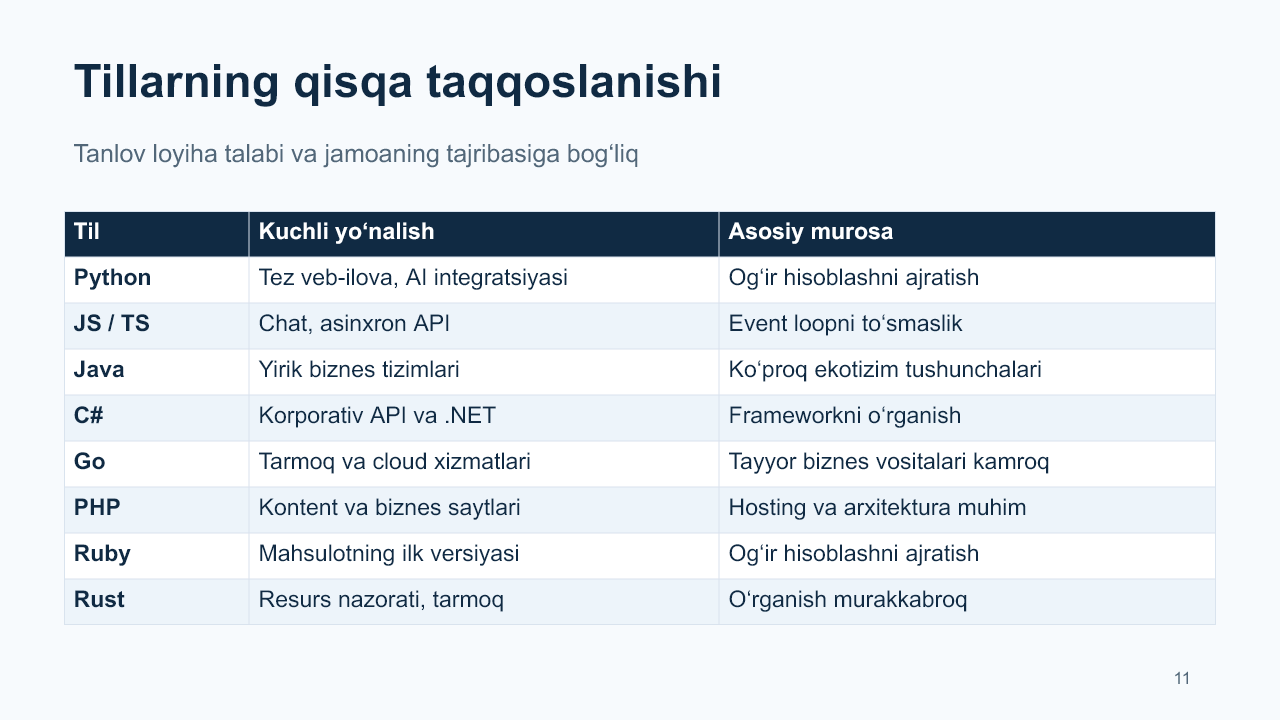 Tillarning qisqa taqqoslanishi
Tanlov loyiha talabi va jamoaning tajribasiga bog‘liq
Til Kuchli yo‘nalish Asosiy murosa
Python Tez veb-ilova, AI integratsiyasi Og‘ir hisoblashni ajratish
JS / TS Chat, asinxron API Event loopni to‘smaslik
Java Yirik biznes tizimlari Ko‘proq ekotizim tushunchalari
C# Korporativ API va .NET Frameworkni o‘rganish
Go Tarmoq va cloud xizmatlari Tayyor biznes vositalari kamroq
PHP Kontent va biznes saytlari Hosting va arxitektura muhim
Ruby Mahsulotning ilk versiyasi Og‘ir hisoblashni ajratish
Rust Resurs nazorati, tarmoq O‘rganish murakkabroq
11